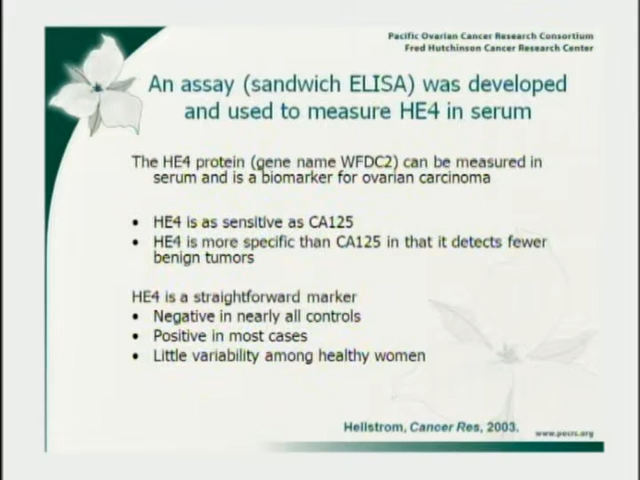 Pacific Ovarian Cancer Research Consortium
Fred Hutchinson Cancer Research Center
An assay (sandwich ELISA) was developed
and used to measure HE4 in serum
The HE4 protein (gene name WFDC2) can be measured in
serum and is a biomarker for ovarian carcinoma
• HE4 is as sensitive as CA125
• HE4 is more specific than CA125 in that it detects fewer
benign tumors
HE4 is a straightforward marker
• Negative in nearly all controls
• Positive in most cases
• Little variability among healthy women
Hellstrom, Cancer Res, 2003.
www.pocrc.org